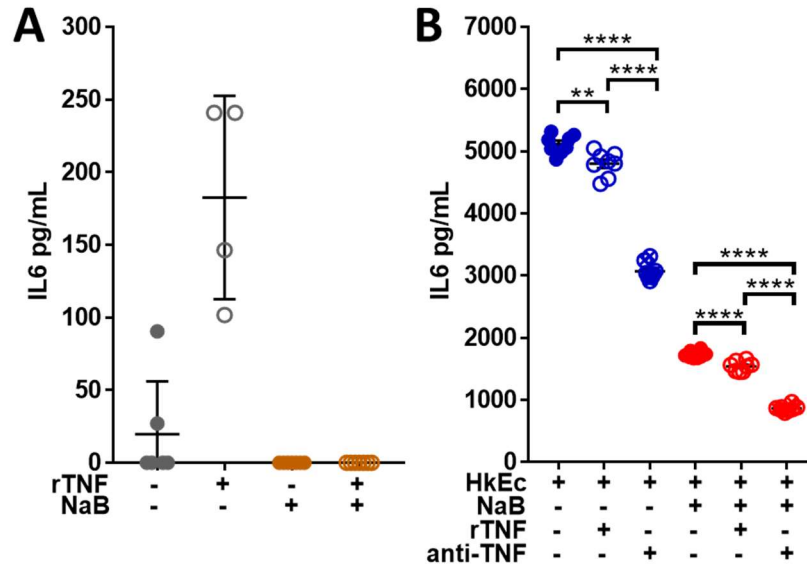 A
300
250
200
150
100
50
0
IL6 pg/mL
rTNF - + - +
NaB - - + +
B
7000
6000
5000
4000
3000
2000
1000
0
IL6 pg/mL
****
****
**
****
****
****
HkEc + + + + + +
NaB - - - + + +
rTNF - + - - + -
anti-TNF - - + - - +